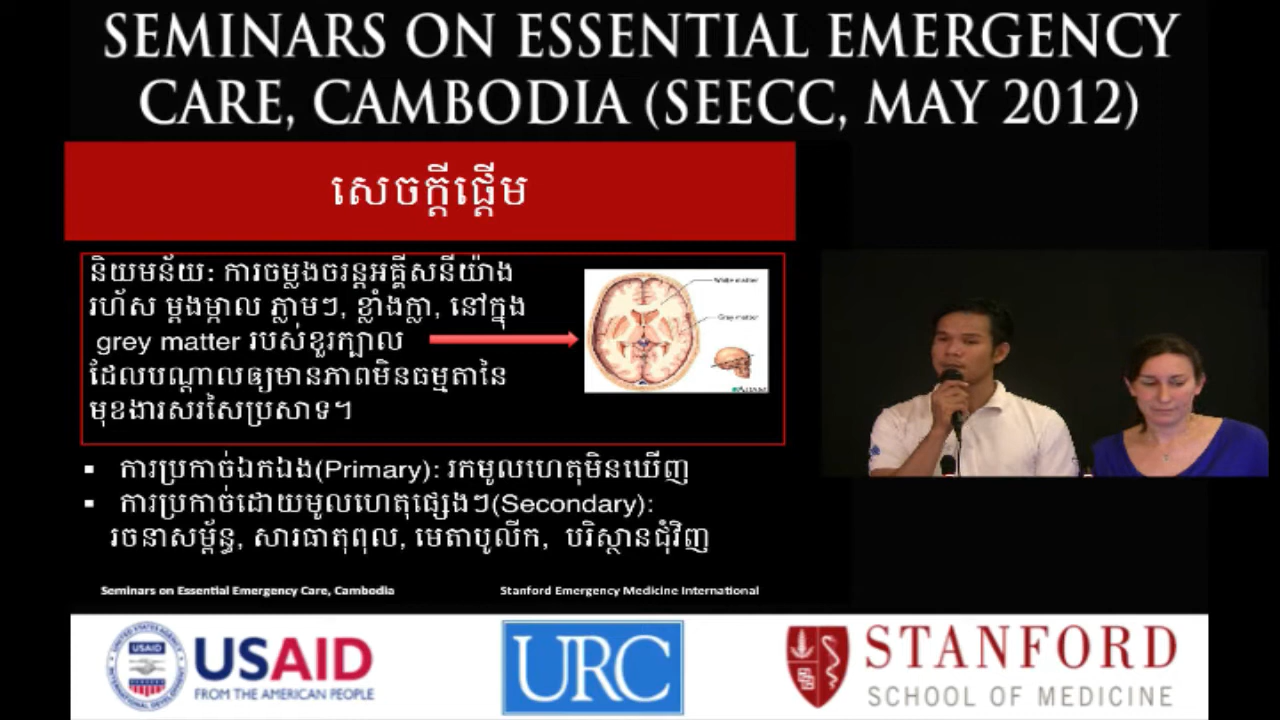 SEMINARS ON ESSENTIAL EMERGENCY
CARE, CAMBODIA (SEECC, MAY 2012)
សេចក្តីផ្តើម
និយមន័យ: ការចម្លងចរន្តអគ្គីសនីយ៉ាង
រហ័ស ម្តងម្កាល ភ្លាមៗ, ខ្លាំងក្លា, នៅក្នុង
grey matter របស់ខួរក្បាល
ដែលបណ្តាលឲ្យមានភាពមិនធម្មតានៃ
មុខងារសរសៃប្រសាទ។
White matter
Gray matter
▪ ការប្រកាច់ឯកឯង(Primary): រកមូលហេតុមិនឃើញ
▪ ការប្រកាច់ដោយមូលហេតុផ្សេងៗ(Secondary):
រចនាសម្ព័ន្ធ, សារធាតុពុល, មេតាបូលីក, បរិស្ថានជុំវិញ
Seminars on Essential Emergency Care, Cambodia
Stanford Emergency Medicine International
USAID
USAID
FROM THE AMERICAN PEOPLE
URC
STANFORD
SCHOOL OF MEDICINE